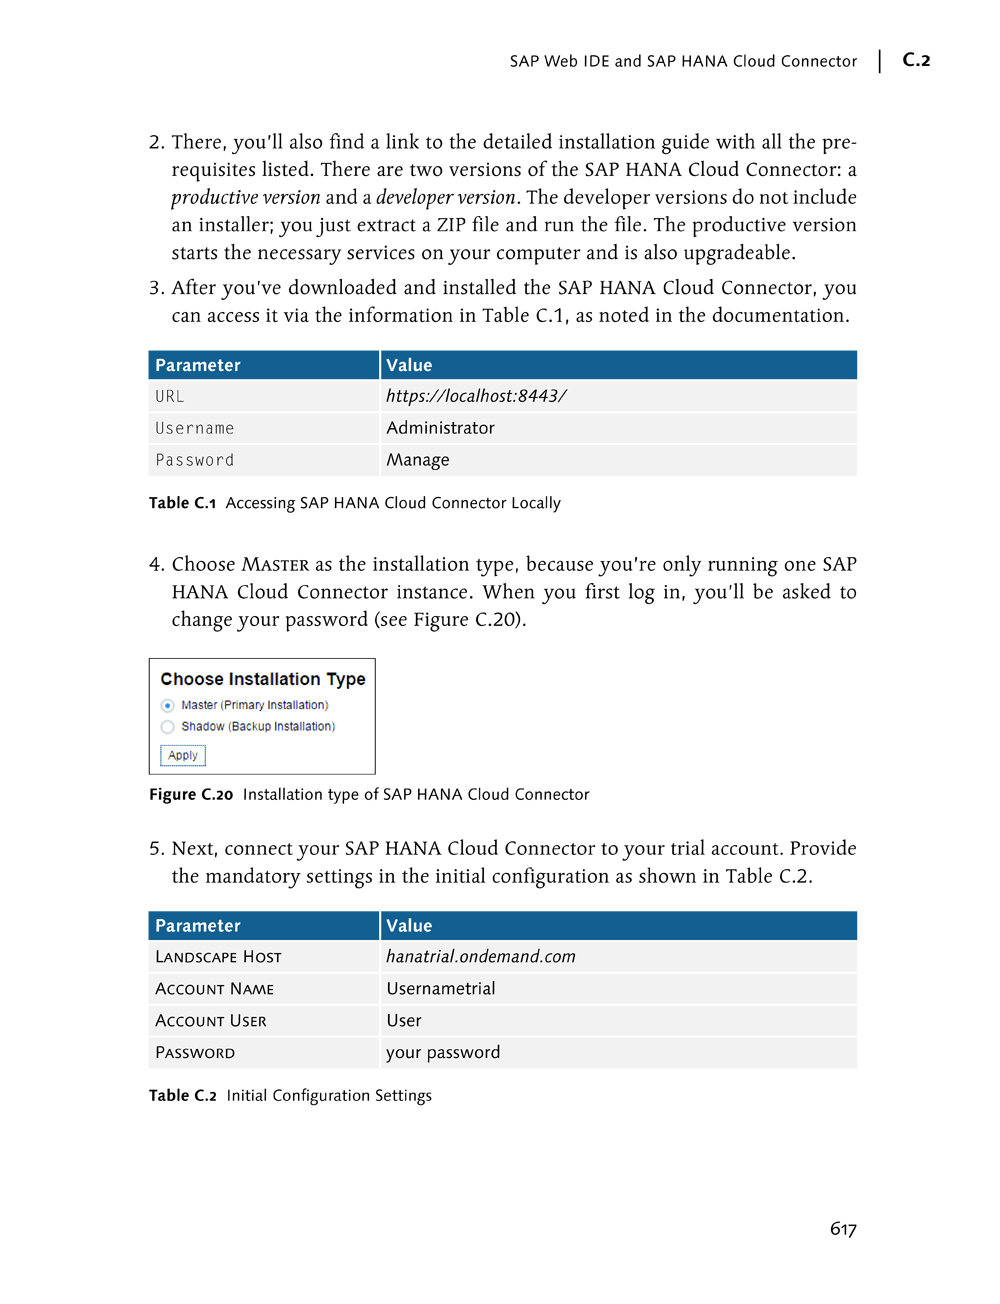 SAP Web IDE and SAP HANA Cloud Connector | C.2
2. There, you'll also find a link to the detailed installation guide with all the pre-
requisites listed. There are two versions of the SAP HANA Cloud Connector: a
productive version and a developer version. The developer versions do not include
an installer; you just extract a ZIP file and run the file. The productive version
starts the necessary services on your computer and is also upgradeable.
3. After you've downloaded and installed the SAP HANA Cloud Connector, you
can access it via the information in Table C.1, as noted in the documentation.
Parameter Value
URL https://localhost:8443/
Username Administrator
Password Manage
Table C.1 Accessing SAP HANA Cloud Connector Locally
4. Choose MASTER as the installation type, because you're only running one SAP
HANA Cloud Connector instance. When you first log in, you'll be asked to
change your password (see Figure C.20).
Choose Installation Type
Master (Primary Installation)
Shadow (Backup Installation)
Apply
Figure C.20 Installation type of SAP HANA Cloud Connector
5. Next, connect your SAP HANA Cloud Connector to your trial account. Provide
the mandatory settings in the initial configuration as shown in Table C.2.
Parameter Value
LANDSCAPE HOST hanatrial.ondemand.com
ACCOUNT NAME Usernametrial
ACCOUNT USER User
PASSWORD your password
Table C.2 Initial Configuration Settings
617